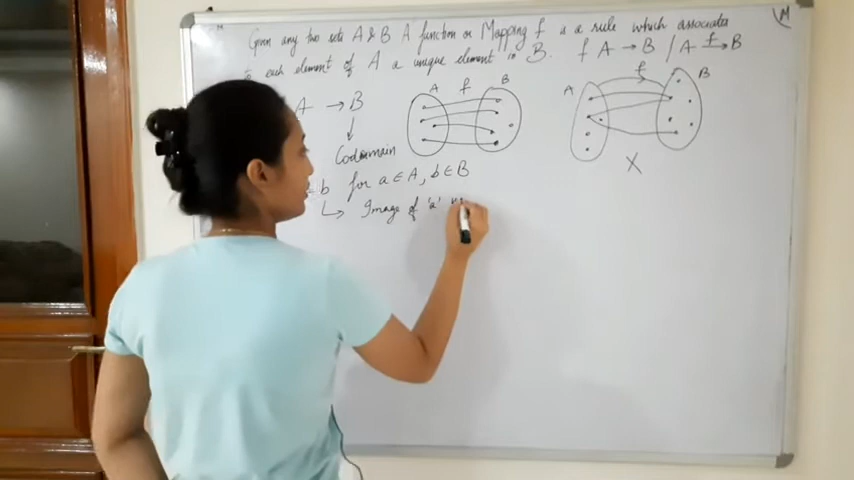 Given any two sets A & B A function or Mapping f is a rule which associates
to each element of A a unique element in B. f A → B / A f→ B
A → B
Codomain
A f B
A f B
X
= b for a ∈ A, b ∈ B
↳ Image of 'a'